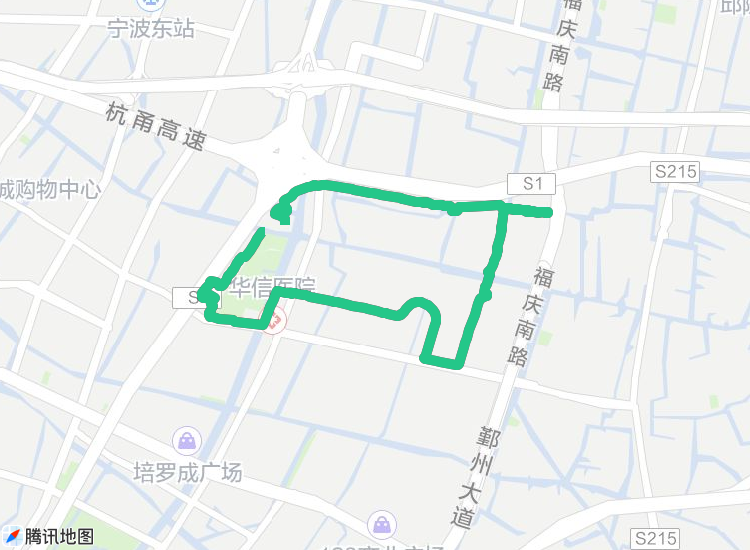 福庆南路
宁波东站
邱隘
杭甬高速
S215
S1
城购物中心
华信医院
S
福庆南路
鄞州大道
培罗成广场
S215
腾讯地图